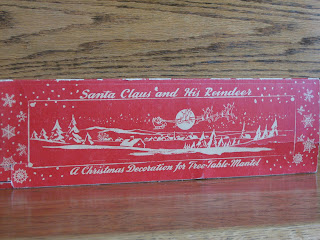 Santa Claus and His Reindeer
A Christmas Decoration for Tree-Table-Mantel